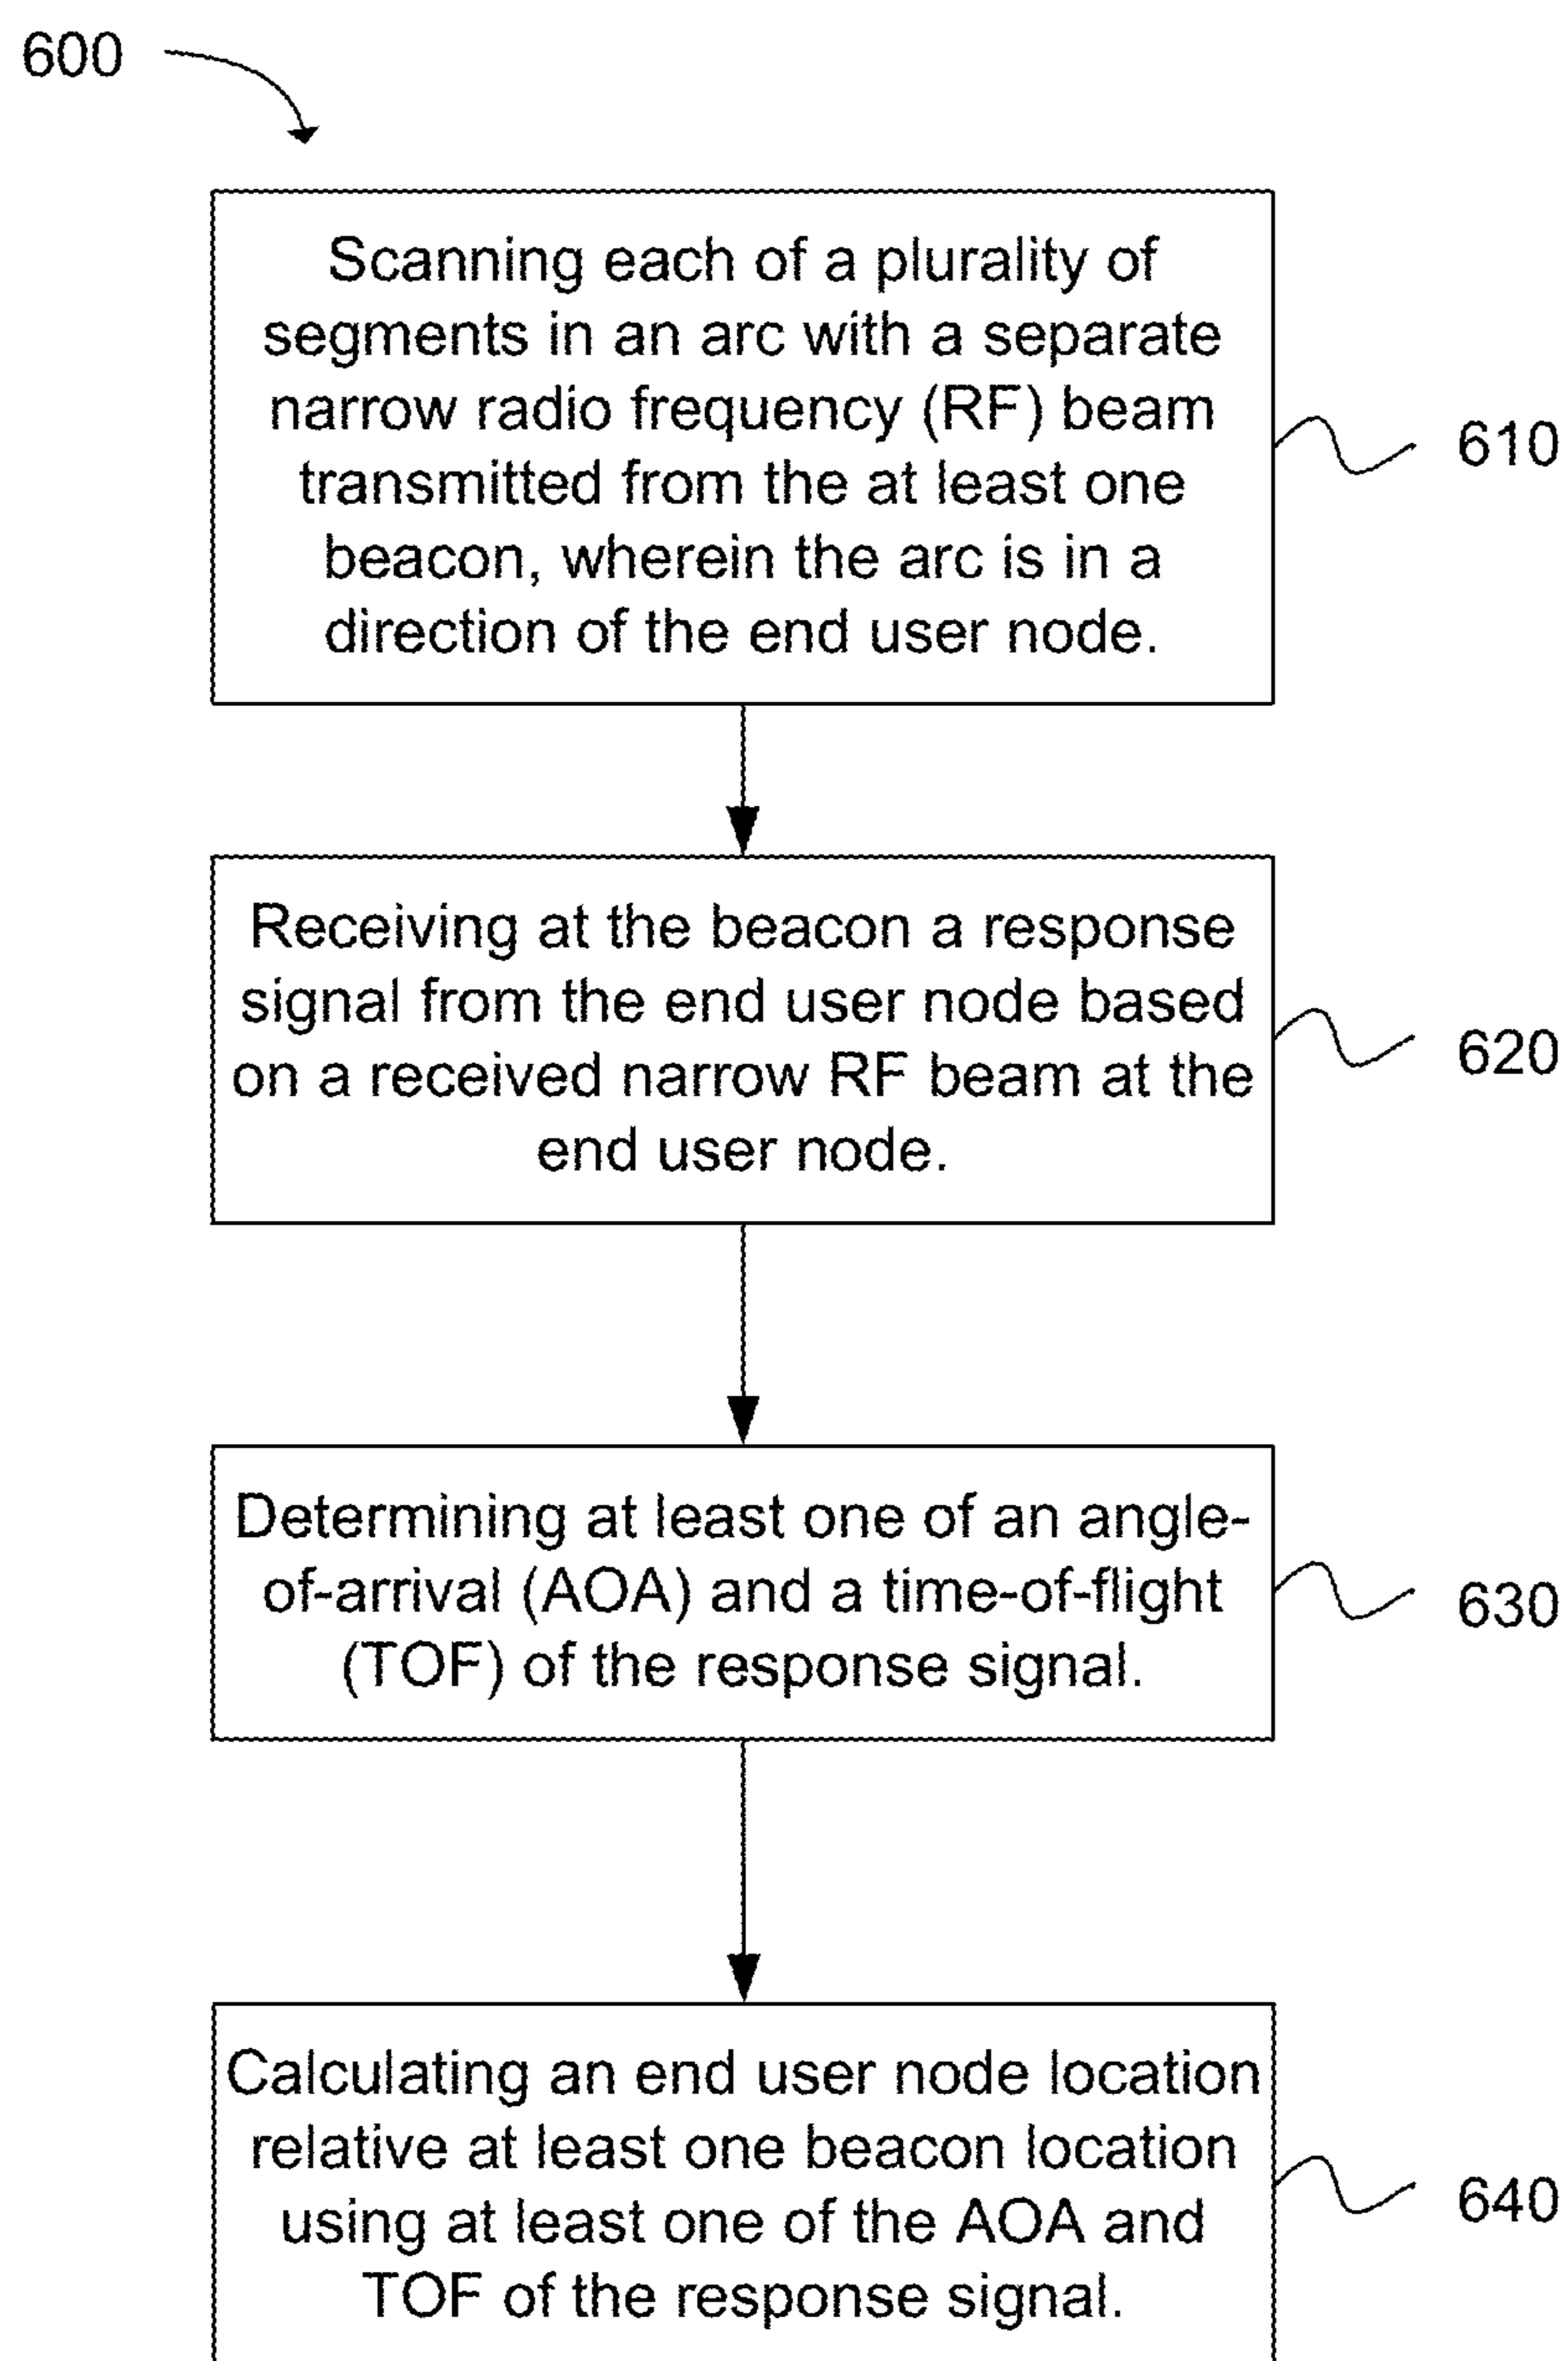 600
Scanning each of a plurality of
segments in an arc with a separate
narrow radio frequency (RF) beam
transmitted from the at least one
beacon, wherein the arc is in a
direction of the end user node.
610
Receiving at the beacon a response
signal from the end user node based
on a received narrow RF beam at the
end user node.
620
Determining at least one of an angle-
of-arrival (AOA) and a time-of-flight
(TOF) of the response signal.
630
Calculating an end user node location
relative at least one beacon location
using at least one of the AOA and
TOF of the response signal.
640